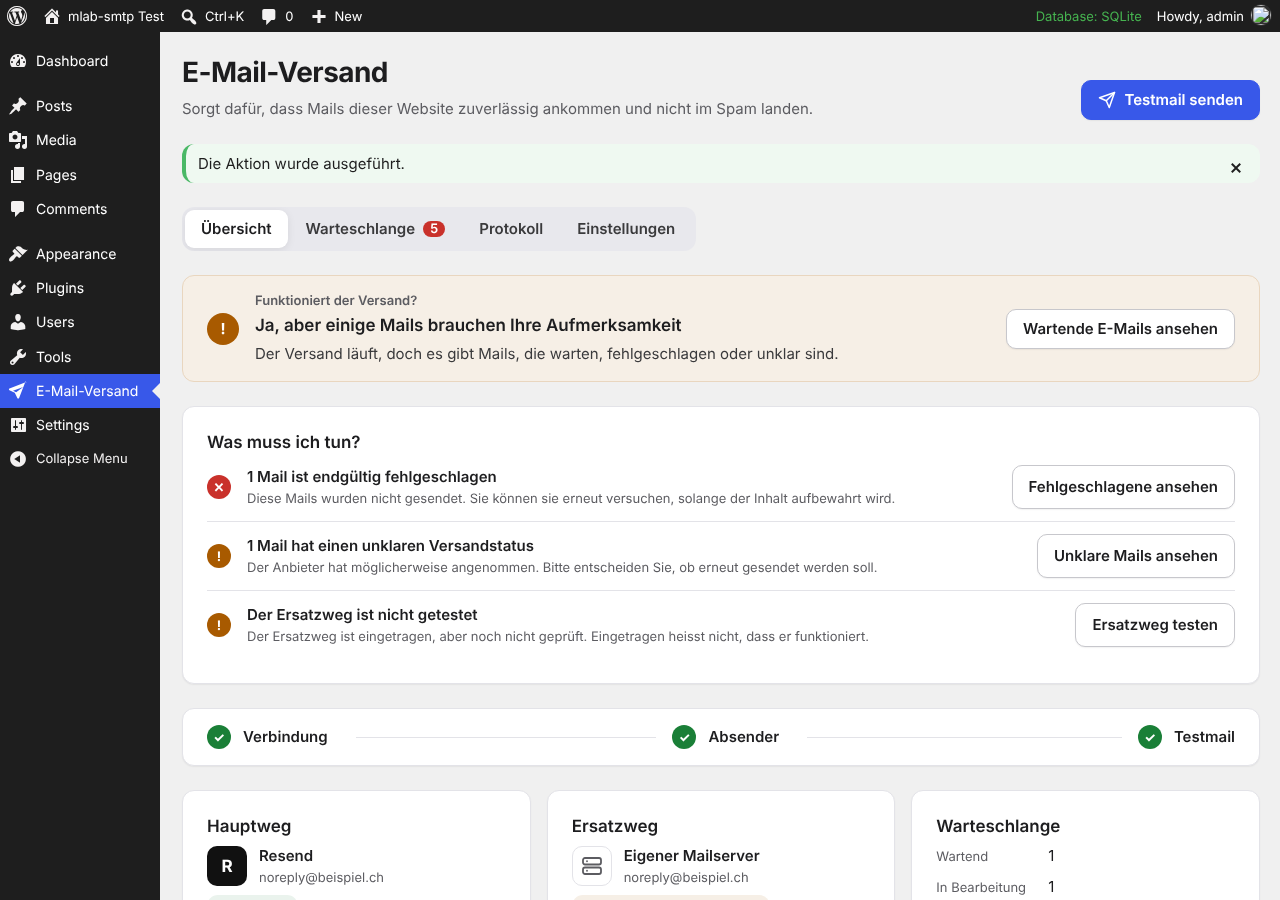 mlab-smtp Test
Ctrl+K
0
New
Database: SQLite
Howdy, admin
Dashboard
Posts
Media
Pages
Comments
Appearance
Plugins
Users
Tools
E-Mail-Versand
Settings
Collapse Menu
E-Mail-Versand
Sorgt dafür, dass Mails dieser Website zuverlässig ankommen und nicht im Spam landen.
Testmail senden
Die Aktion wurde ausgeführt.
Übersicht
Warteschlange 5
Protokoll
Einstellungen
Funktioniert der Versand?
Ja, aber einige Mails brauchen Ihre Aufmerksamkeit
Der Versand läuft, doch es gibt Mails, die warten, fehlgeschlagen oder unklar sind.
Wartende E-Mails ansehen
Was muss ich tun?
1 Mail ist endgültig fehlgeschlagen
Diese Mails wurden nicht gesendet. Sie können sie erneut versuchen, solange der Inhalt aufbewahrt wird.
Fehlgeschlagene ansehen
1 Mail hat einen unklaren Versandstatus
Der Anbieter hat möglicherweise angenommen. Bitte entscheiden Sie, ob erneut gesendet werden soll.
Unklare Mails ansehen
Der Ersatzweg ist nicht getestet
Der Ersatzweg ist eingetragen, aber noch nicht geprüft. Eingetragen heisst nicht, dass er funktioniert.
Ersatzweg testen
Verbindung
Absender
Testmail
Hauptweg
R
Resend
noreply@beispiel.ch
Ersatzweg
Eigener Mailserver
noreply@beispiel.ch
Warteschlange
Wartend 1
In Bearbeitung 1